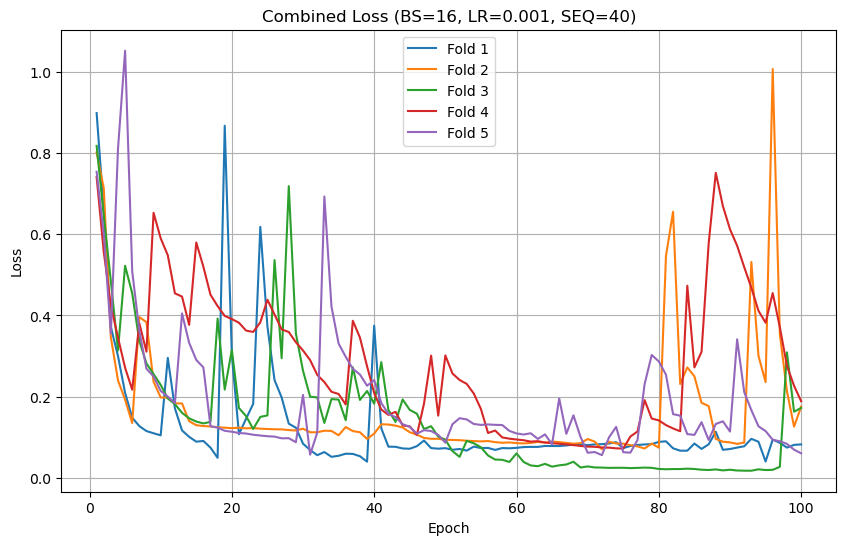 Combined Loss (BS=16, LR=0.001, SEQ=40)
Fold 1
Fold 2
Fold 3
Fold 4
Fold 5
Loss
1.0
0.8
0.6
0.4
0.2
0.0
0 20 40 60 80 100
Epoch